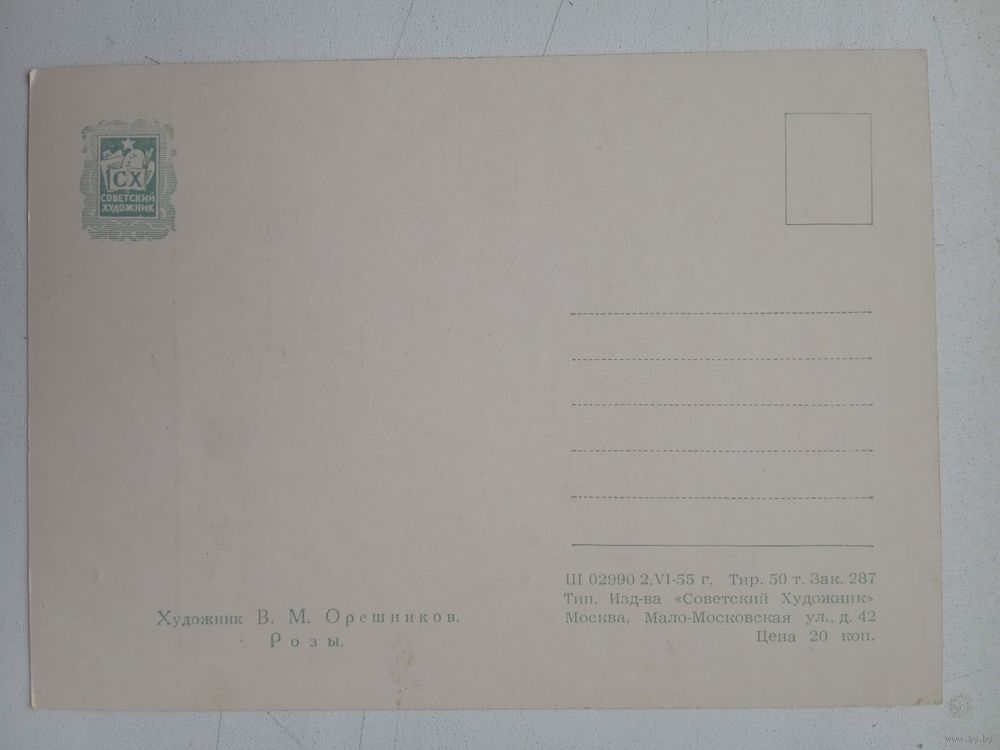 СХ
СОВЕТСКИЙ
ХУДОЖНИК
Художник В. М. Орешников.
Розы.
Ш 02990 2.VI-55 г. Тир. 50 т. Зак. 287
Тип. Изд-ва «Советский Художник»
Москва. Мало-Московская ул., д. 42
Цена 20 коп.
www.ay.by